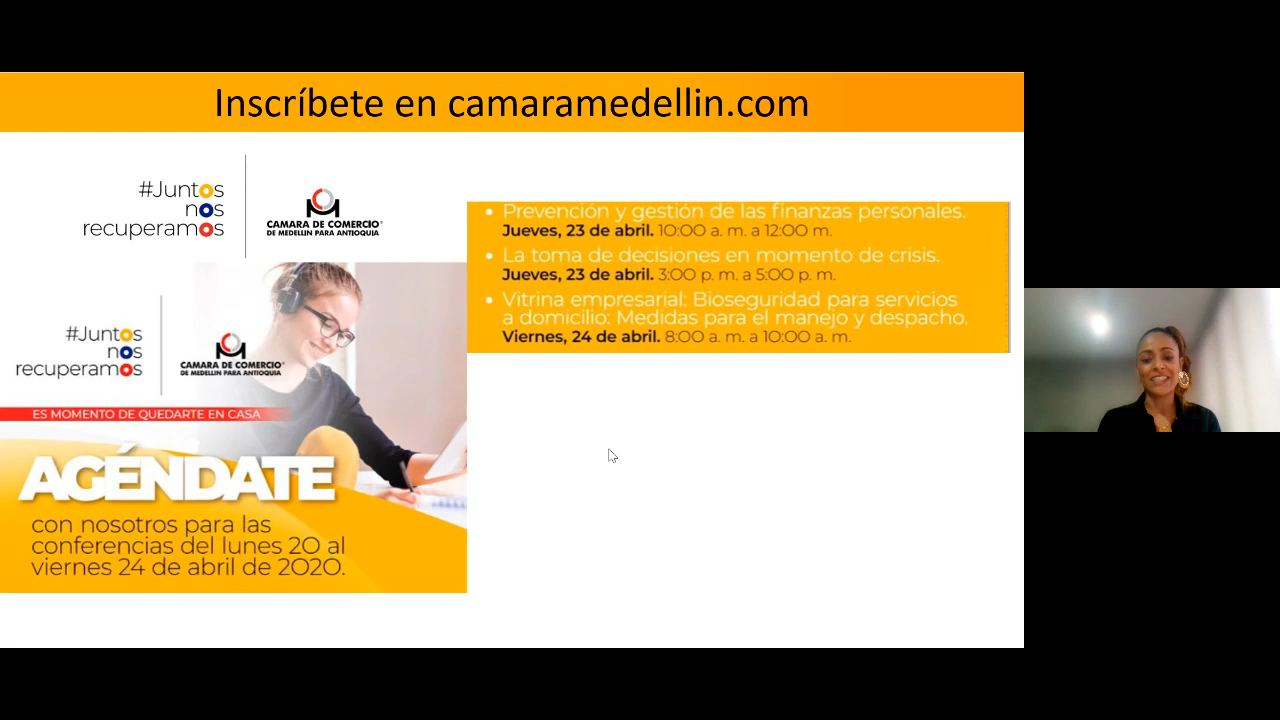 Inscríbete en camaramedellin.com
#Juntos
nos
recuperamos
CAMARA DE COMERCIO®
DE MEDELLIN PARA ANTIOQUIA
#Juntos
nos
recuperamos
CAMARA DE COMERCIO®
DE MEDELLIN PARA ANTIOQUIA
ES MOMENTO DE QUEDARTE EN CASA
AGÉNDATE
con nosotros para las
conferencias del lunes 20 al
viernes 24 de abril de 2020.
• Prevención y gestión de las finanzas personales.
Jueves, 23 de abril. 10:00 a. m. a 12:00 m.
• La toma de decisiones en momento de crisis.
Jueves, 23 de abril. 3:00 p. m. a 5:00 p. m.
• Vitrina empresarial: Bioseguridad para servicios
a domicilio: Medidas para el manejo y despacho.
Viernes, 24 de abril. 8:00 a. m. a 10:00 a. m.